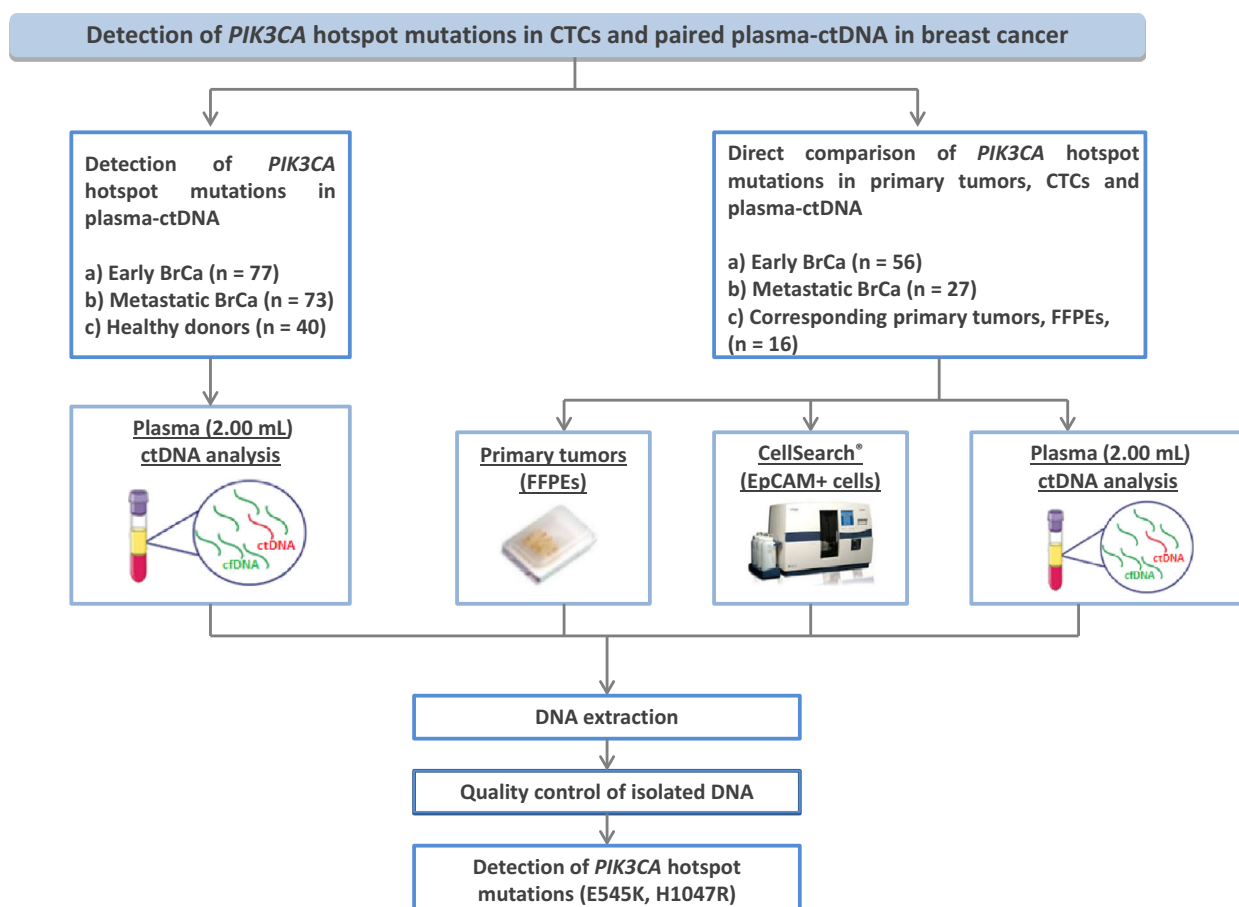 Detection of PIK3CA hotspot mutations in CTCs and paired plasma-ctDNA in breast cancer
Detection of PIK3CA
hotspot mutations in
plasma-ctDNA
a) Early BrCa (n = 77)
b) Metastatic BrCa (n = 73)
c) Healthy donors (n = 40)
Direct comparison of PIK3CA hotspot
mutations in primary tumors, CTCs and
plasma-ctDNA
a) Early BrCa (n = 56)
b) Metastatic BrCa (n = 27)
c) Corresponding primary tumors, FFPEs,
(n = 16)
Plasma (2.00 mL)
ctDNA analysis
ctDNA
cfDNA
Primary tumors
(FFPEs)
CellSearch®
(EpCAM+ cells)
Plasma (2.00 mL)
ctDNA analysis
ctDNA
cfDNA
DNA extraction
Quality control of isolated DNA
Detection of PIK3CA hotspot
mutations (E545K, H1047R)